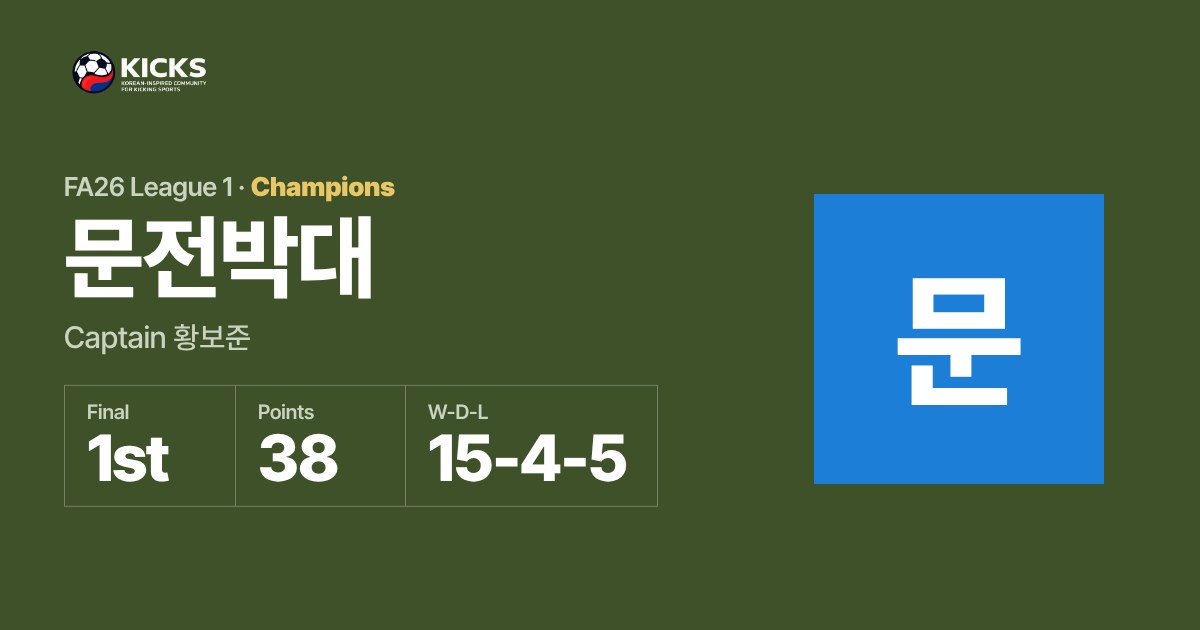 KICKS
KOREAN-INSPIRED COMMUNITY
FOR KICKING SPORTS
FA26 League 1 · Champions
문전박대
Captain 황보준
Final
1st
Points
38
W-D-L
15-4-5
문